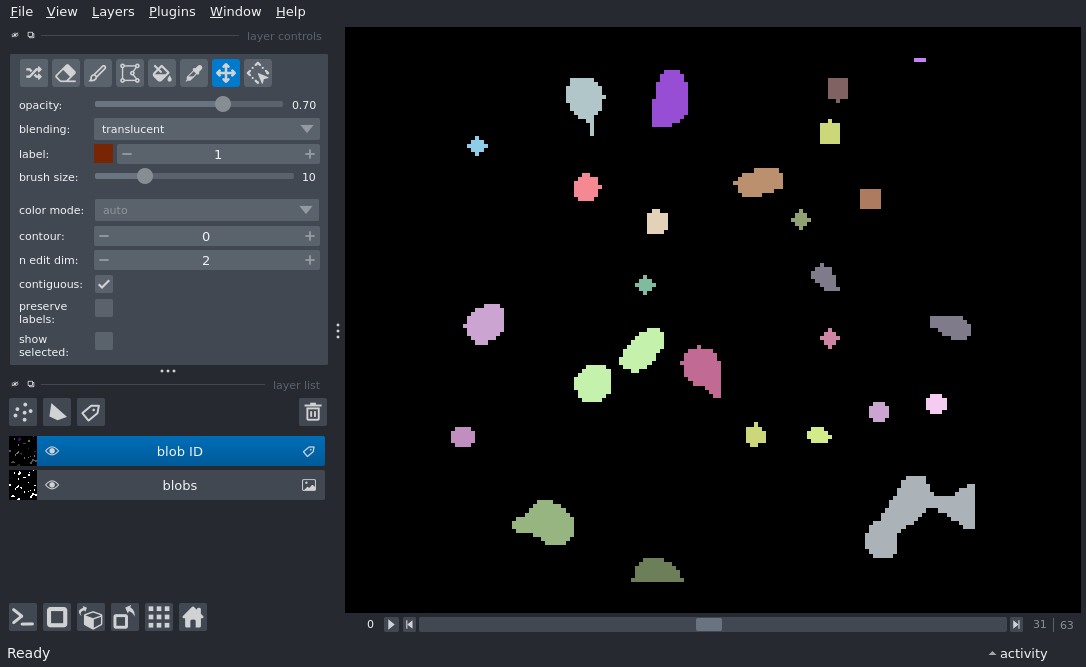 File View Layers Plugins Window Help
layer controls
opacity: 0.70
blending: translucent
label: 1
brush size: 10
color mode: auto
contour: 0
n edit dim: 2
contiguous:
preserve
labels:
show
selected:
layer list
blob ID
blobs
0 31 63
Ready activity